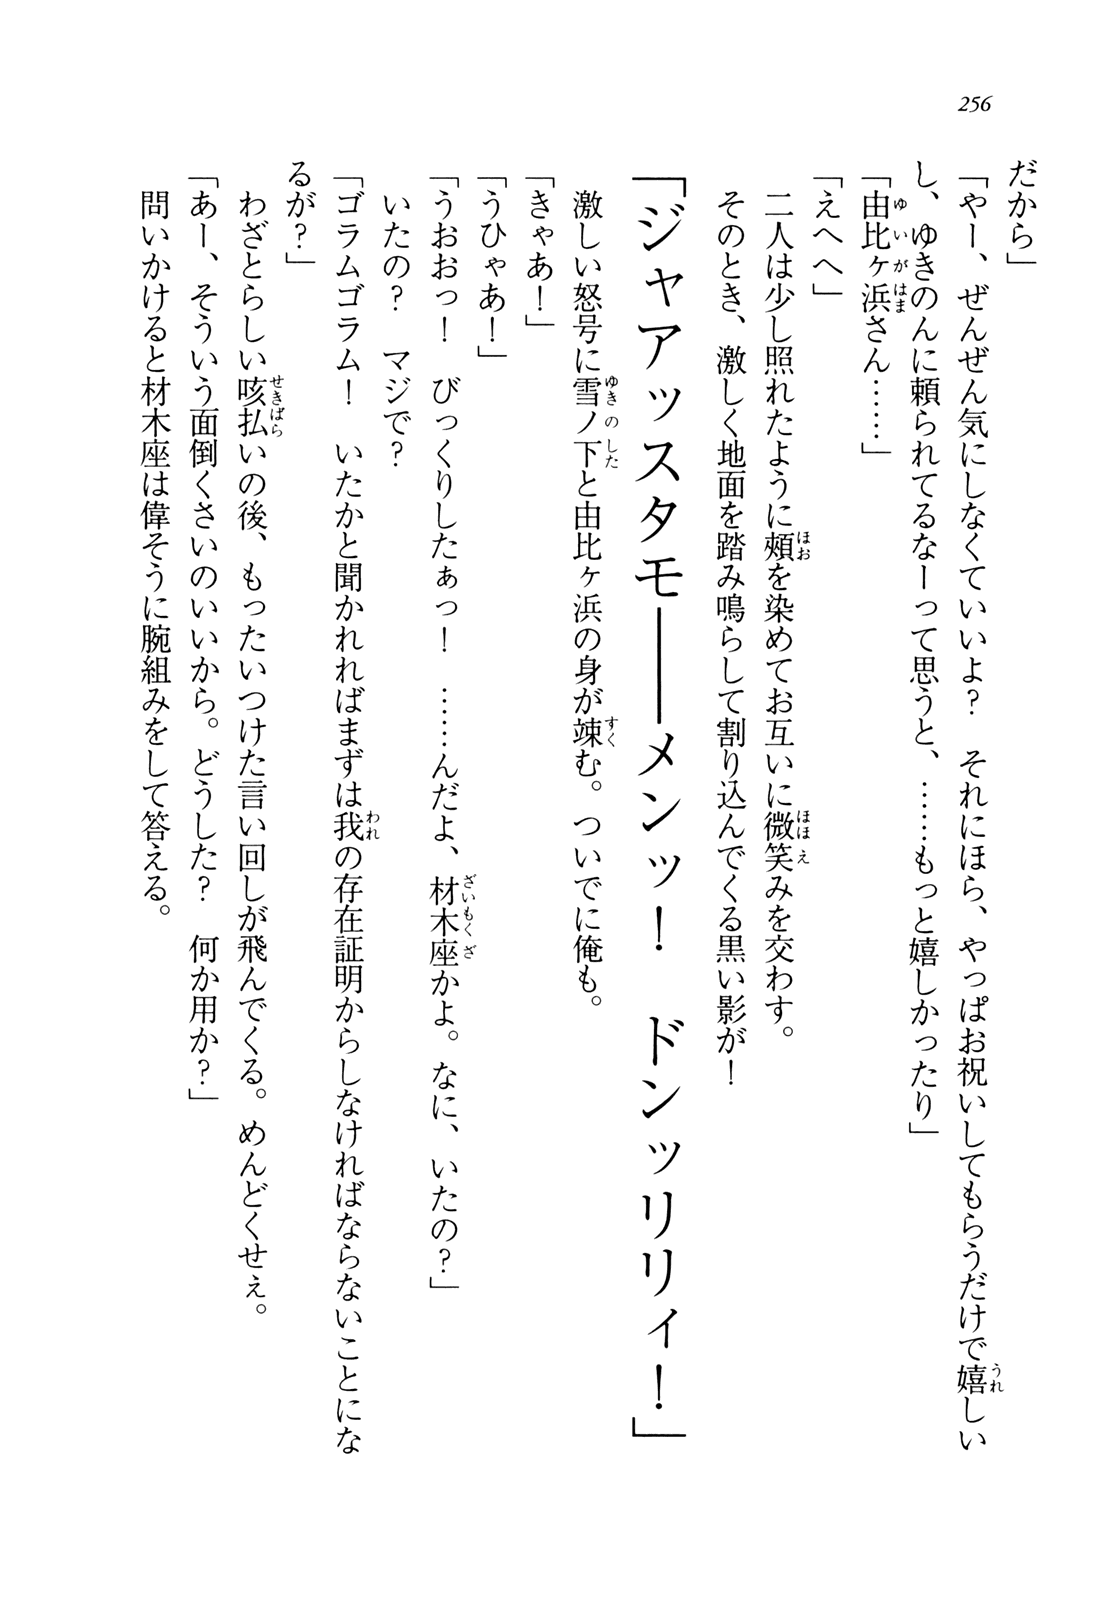 256
だから」
「やー、ぜんぜん気にしなくていいよ？　それにほら、やっぱお祝いしてもらうだけで嬉しい
し、ゆきのんに頼られてるなーって思うと、……もっと嬉しかったり」
「由比ヶ浜さん……」
「えへへ」
　二人は少し照れたように頰を染めてお互いに微笑みを交わす。
　そのとき、激しく地面を踏み鳴らして割り込んでくる黒い影が！
「ジャアッスタモ――メンッ！　ドンッリリィ！」
　激しい怒号に雪ノ下と由比ヶ浜の身が竦む。ついでに俺も。
「きゃあ！」
「うひゃあ！」
「うおおっ！　びっくりしたぁっ！　……んだよ、材木座かよ。なに、いたの？」
　いたの？　マジで？
「ゴラムゴラム！　いたかと聞かれればまずは我の存在証明からしなければならないことにな
るが？」
　わざとらしい咳払いの後、もったいつけた言い回しが飛んでくる。めんどくせぇ。
「あー、そういう面倒くさいのいいから。どうした？　何か用か？」
　問いかけると材木座は偉そうに腕組みをして答える。